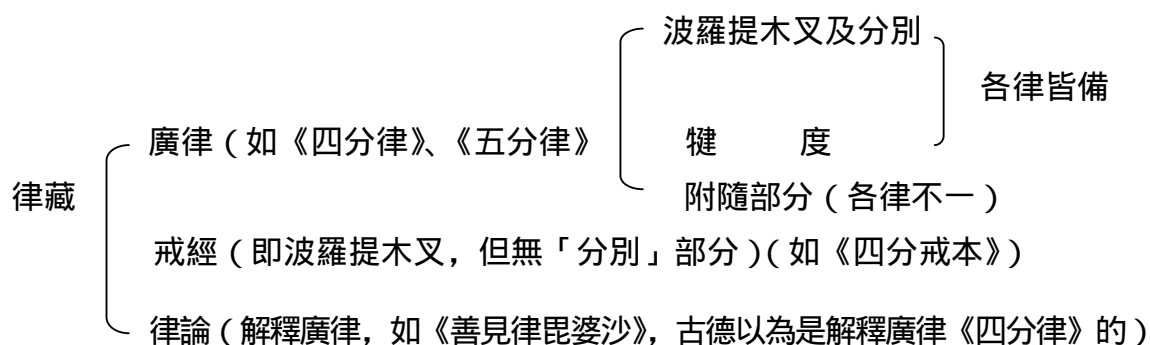 波羅提木叉及分別
各律皆備
廣律(如《四分律》、《五分律》
犍度
律藏
附隨部分(各律不一)
戒經(即波羅提木叉,但無「分別」部分)(如《四分戒本》)
律論(解釋廣律,如《善見律毘婆沙》,古德以為是解釋廣律《四分律》的)